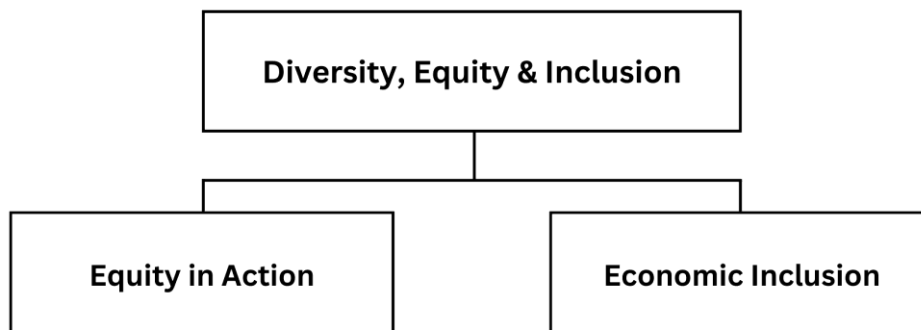 Diversity, Equity & Inclusion
Equity in Action
Economic Inclusion